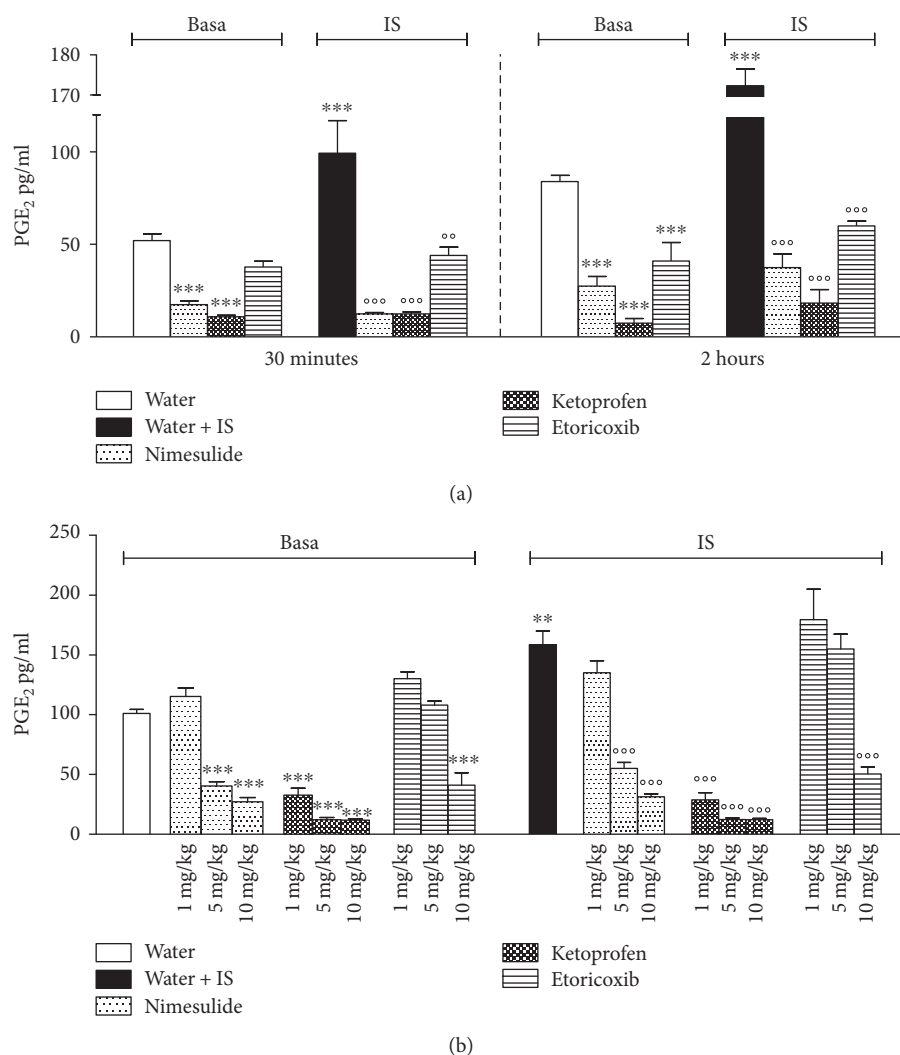 Basa IS Basa IS
180
170
100
50
0
PGE₂ pg/ml
*** *** *** °°° °°° °° *** *** *** *** °°° °°° °°°
30 minutes 2 hours
Water
Water + IS
Nimesulide
Ketoprofen
Etoricoxib
(a)
250
200
150
100
50
0
PGE₂ pg/ml
Basa IS
*** *** *** *** *** *** ** °°° °°° °°° °°° °°° °°°
1 mg/kg
5 mg/kg
10 mg/kg
1 mg/kg
5 mg/kg
10 mg/kg
1 mg/kg
5 mg/kg
10 mg/kg
1 mg/kg
5 mg/kg
10 mg/kg
1 mg/kg
5 mg/kg
10 mg/kg
1 mg/kg
5 mg/kg
10 mg/kg
Water
Water + IS
Nimesulide
Ketoprofen
Etoricoxib
(b)